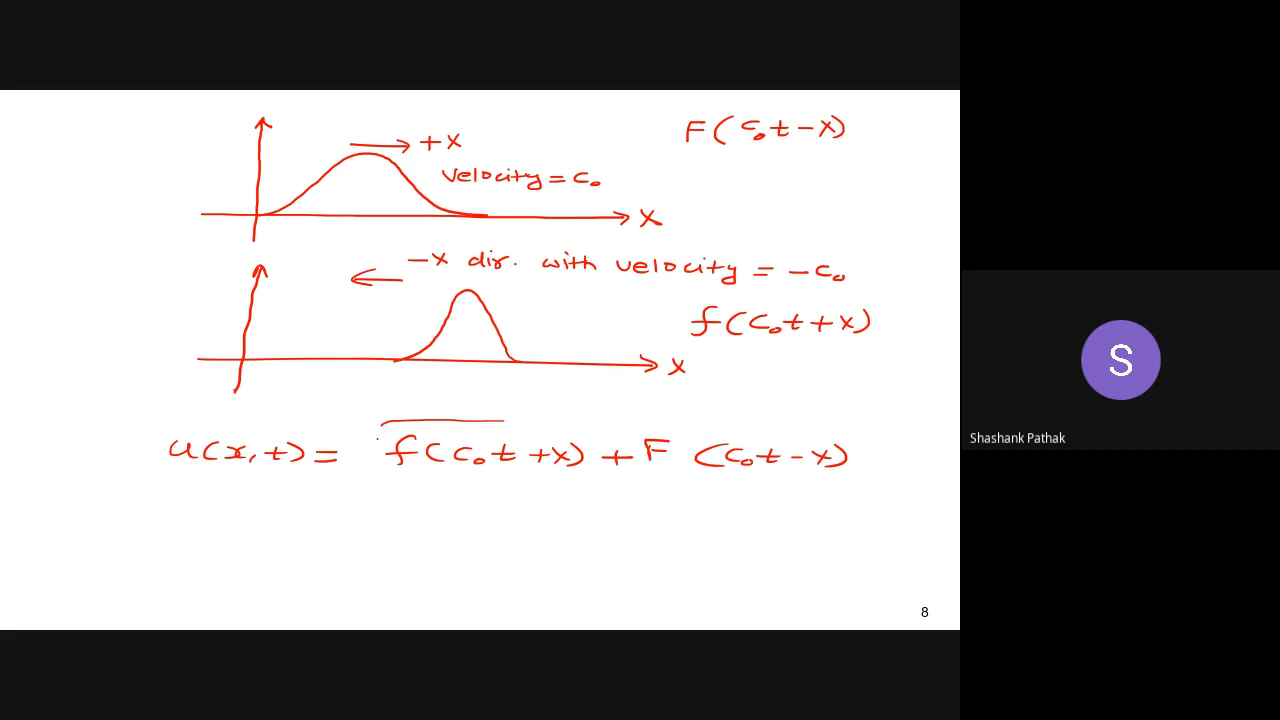 F(c₀t-x)
+x
velocity = c₀
x
-x dir. with velocity = -c₀
f(c₀t+x)
x
u(x,t) = f(c₀t+x) + F(c₀t-x)
8
S
Shashank Pathak